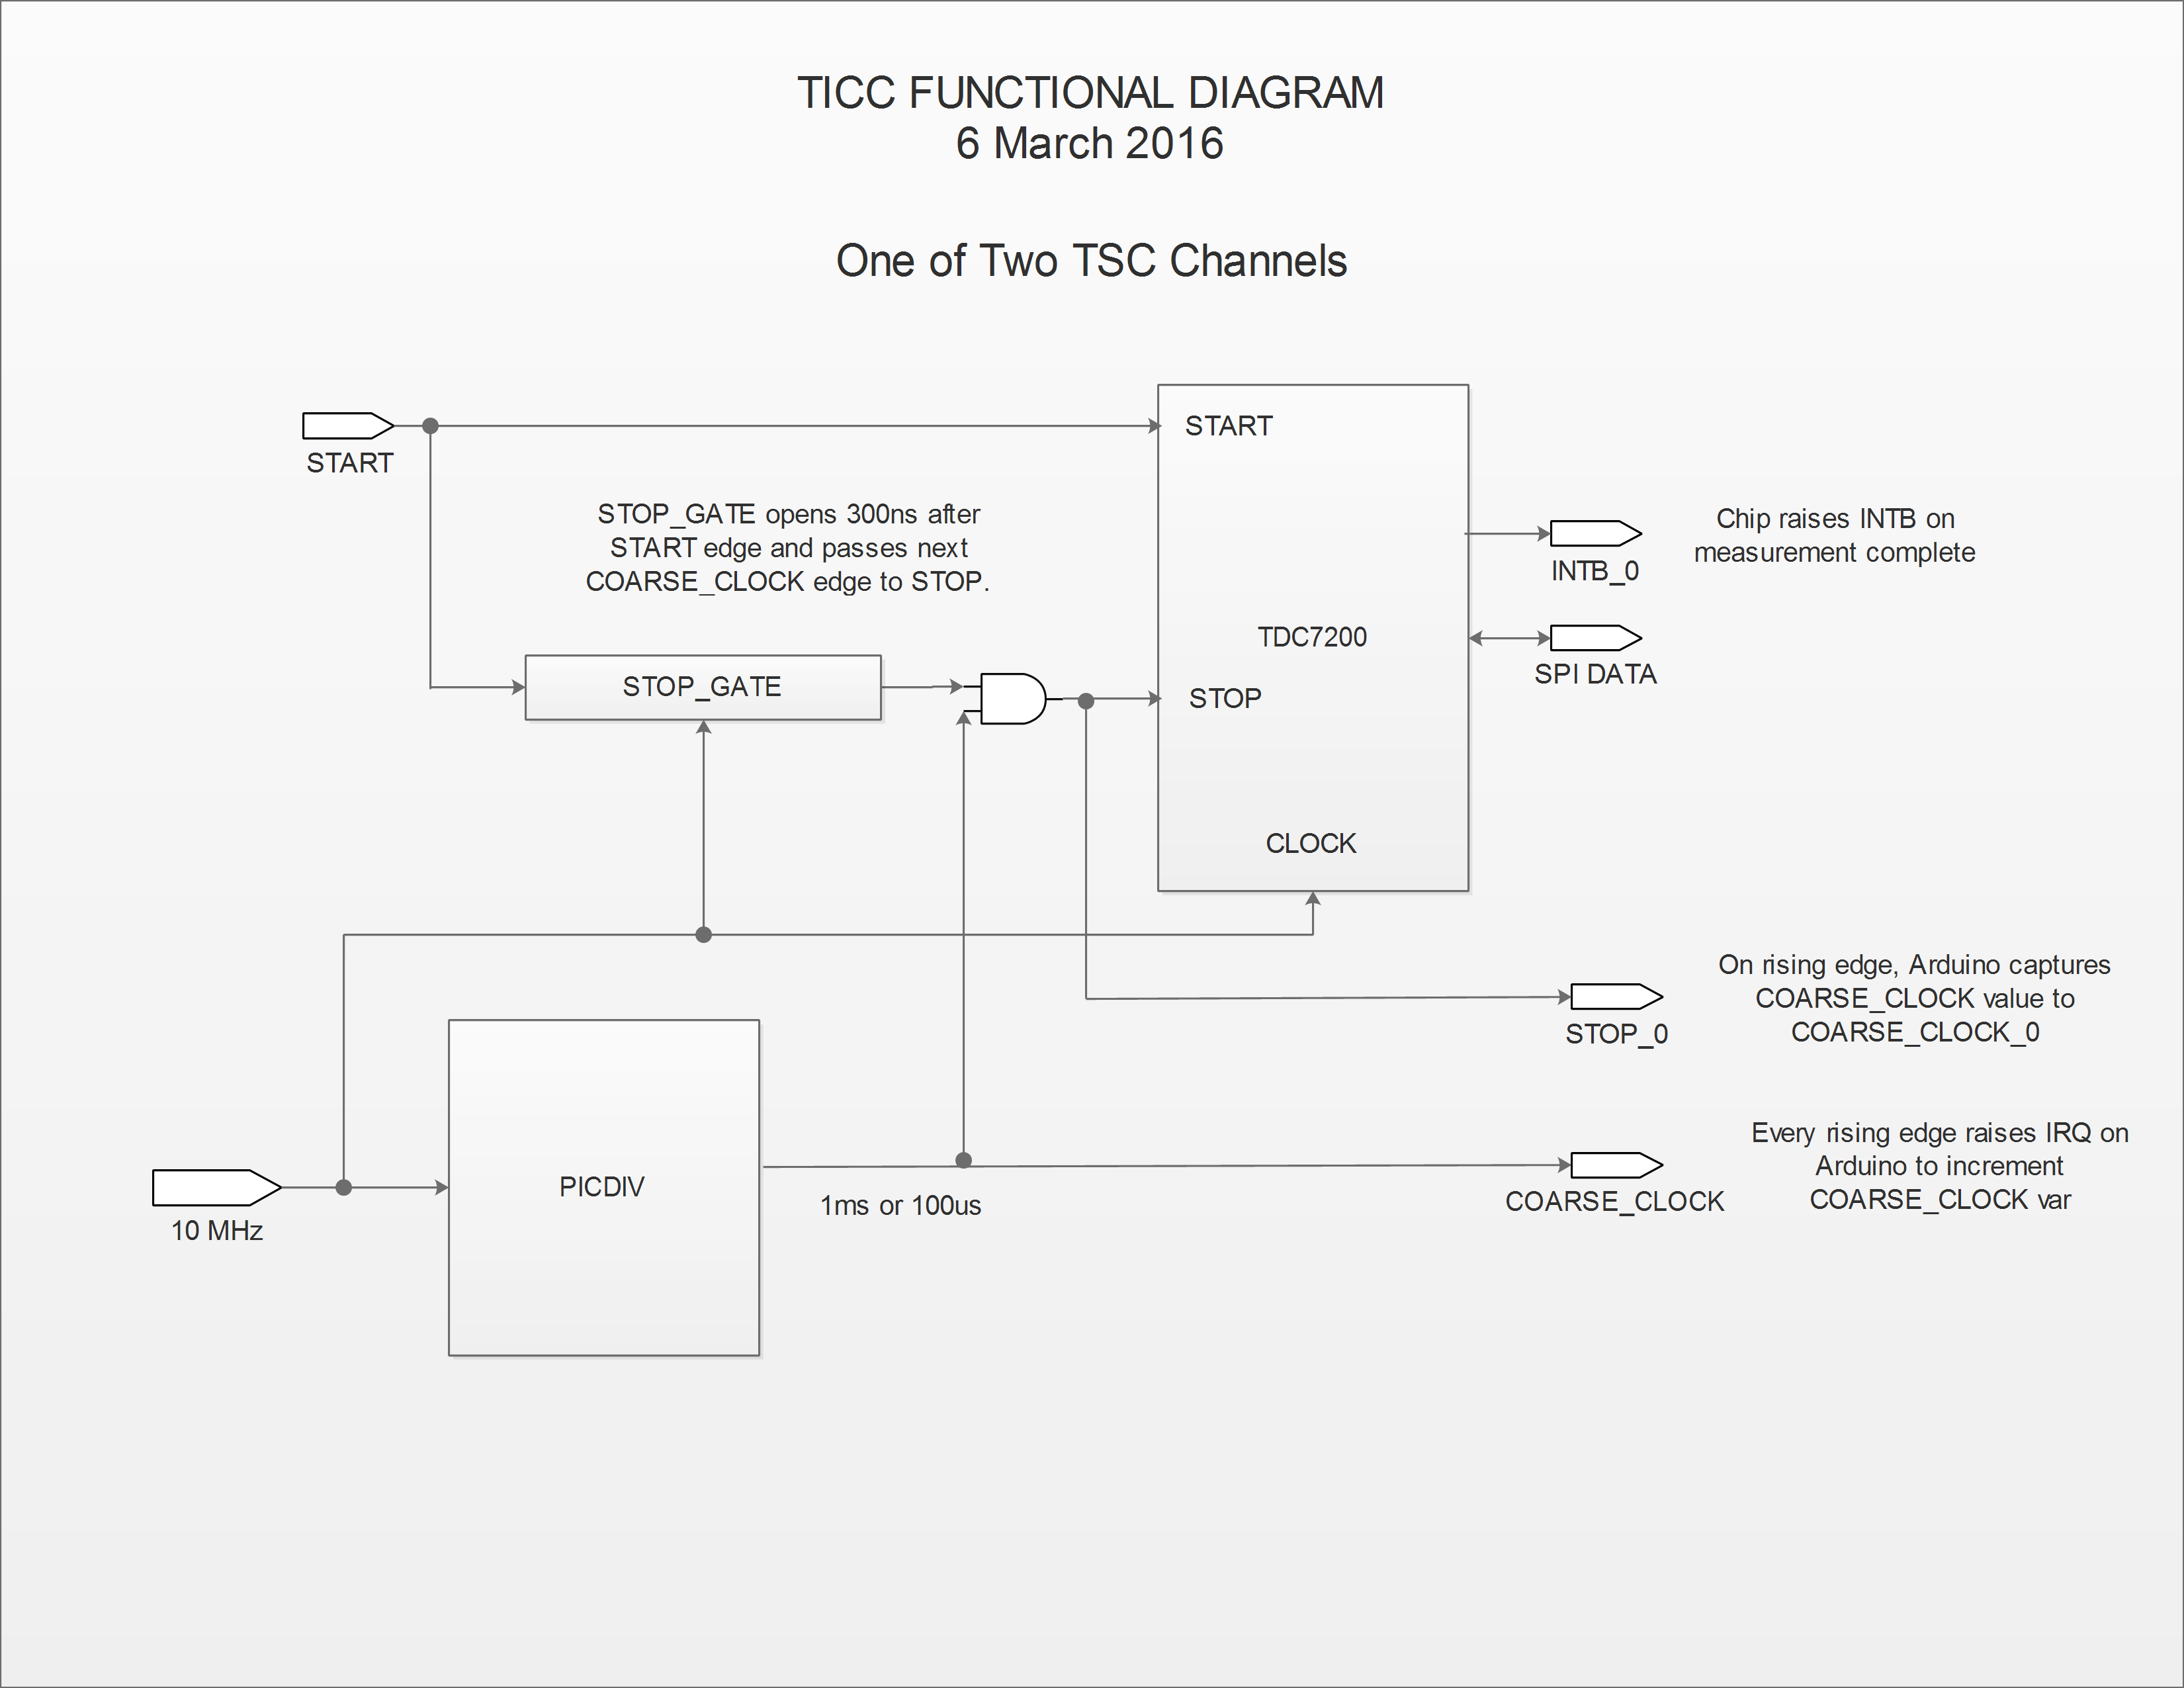 TICC FUNCTIONAL DIAGRAM
6 March 2016
One of Two TSC Channels
START
START
STOP_GATE opens 300ns after
START edge and passes next
COARSE_CLOCK edge to STOP.
Chip raises INTB on
measurement complete
INTB_0
TDC7200
SPI DATA
STOP_GATE
STOP
CLOCK
On rising edge, Arduino captures
COARSE_CLOCK value to
COARSE_CLOCK_0
STOP_0
Every rising edge raises IRQ on
Arduino to increment
COARSE_CLOCK var
PICDIV
1ms or 100us
COARSE_CLOCK
10 MHz